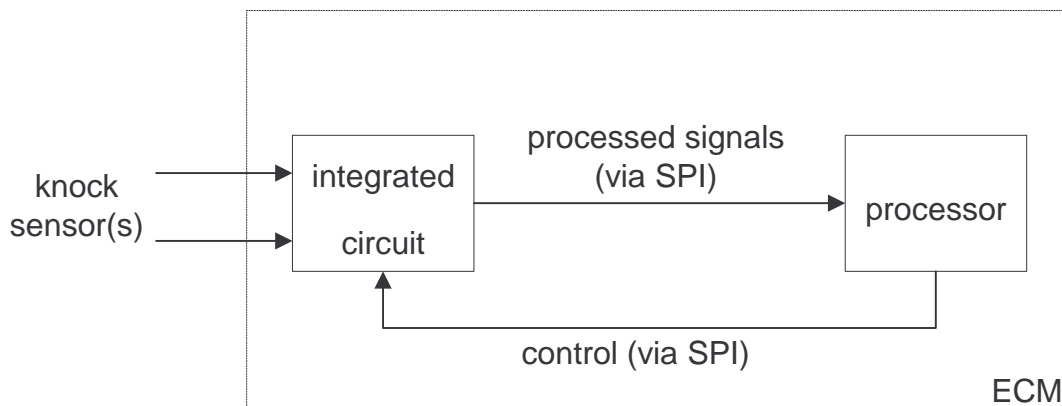 knock
sensor(s)
integrated
circuit
processed signals
(via SPI)
processor
control (via SPI)
ECM